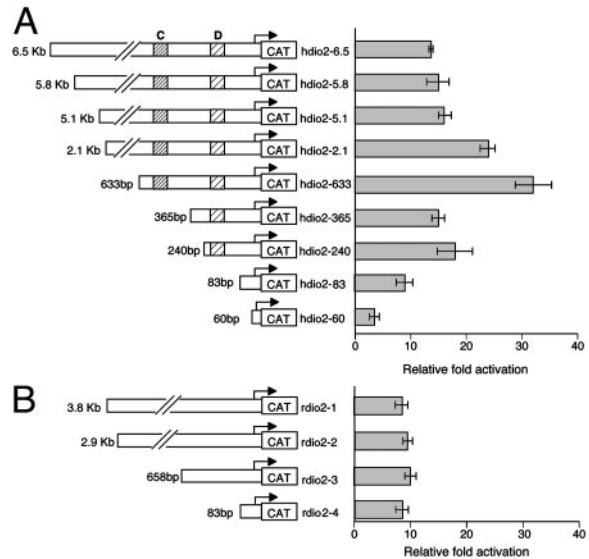 A
C D
6.5 Kb CAT hdio2-6.5
5.8 Kb CAT hdio2-5.8
5.1 Kb CAT hdio2-5.1
2.1 Kb CAT hdio2-2.1
633bp CAT hdio2-633
365bp CAT hdio2-365
240bp CAT hdio2-240
83bp CAT hdio2-83
60bp CAT hdio2-60
0 10 20 30 40
Relative fold activation
B
3.8 Kb CAT rdio2-1
2.9 Kb CAT rdio2-2
658bp CAT rdio2-3
83bp CAT rdio2-4
0 10 20 30 40
Relative fold activation